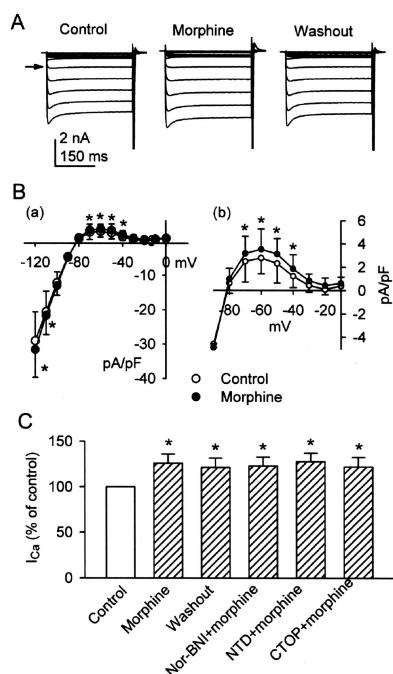 A
Control Morphine Washout
2 nA
150 ms
B
(a) (b)
* * * *
* * * *
-120 -80 -40 0 mV
-10
-20
-30
-40
pA/pF
*
*
6
4
2
0
-2
-4
pA/pF
-80 -60 -40 -20
mV
Control
Morphine
C
I Ca (% of control)
150
100
50
0
* * * * *
Control
Morphine
Washout
Nor-BNI+morphine
NTD+morphine
CTOP+morphine